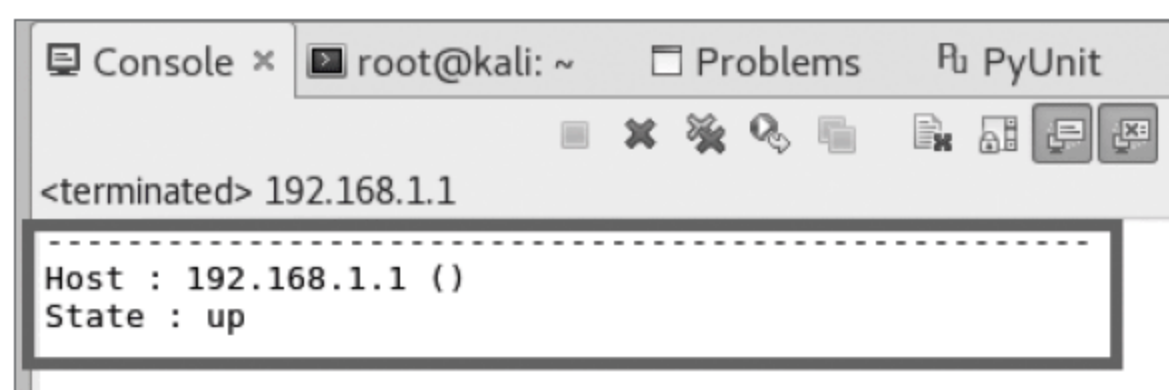 Console root@kali: ~ Problems PyUnit
<terminated> 192.168.1.1
----------------------------------------------------
Host : 192.168.1.1 ()
State : up